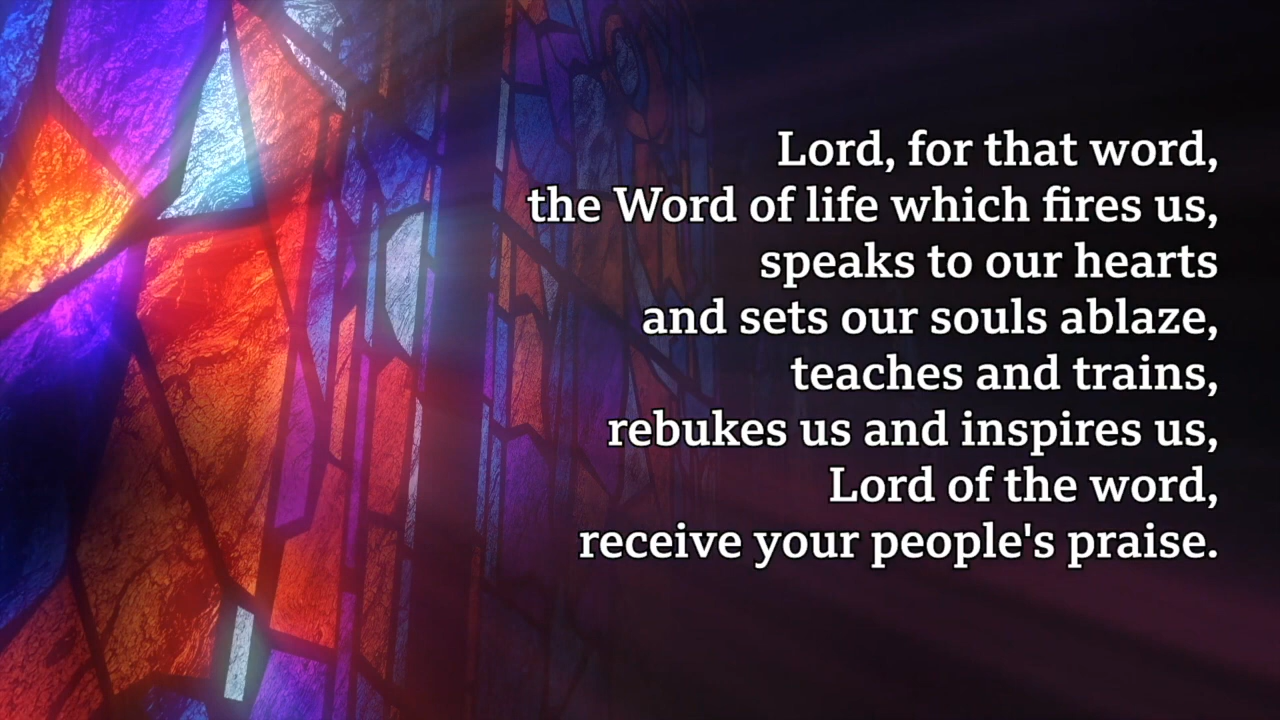 Lord, for that word,
the Word of life which fires us,
speaks to our hearts
and sets our souls ablaze,
teaches and trains,
rebukes us and inspires us,
Lord of the word,
receive your people's praise.